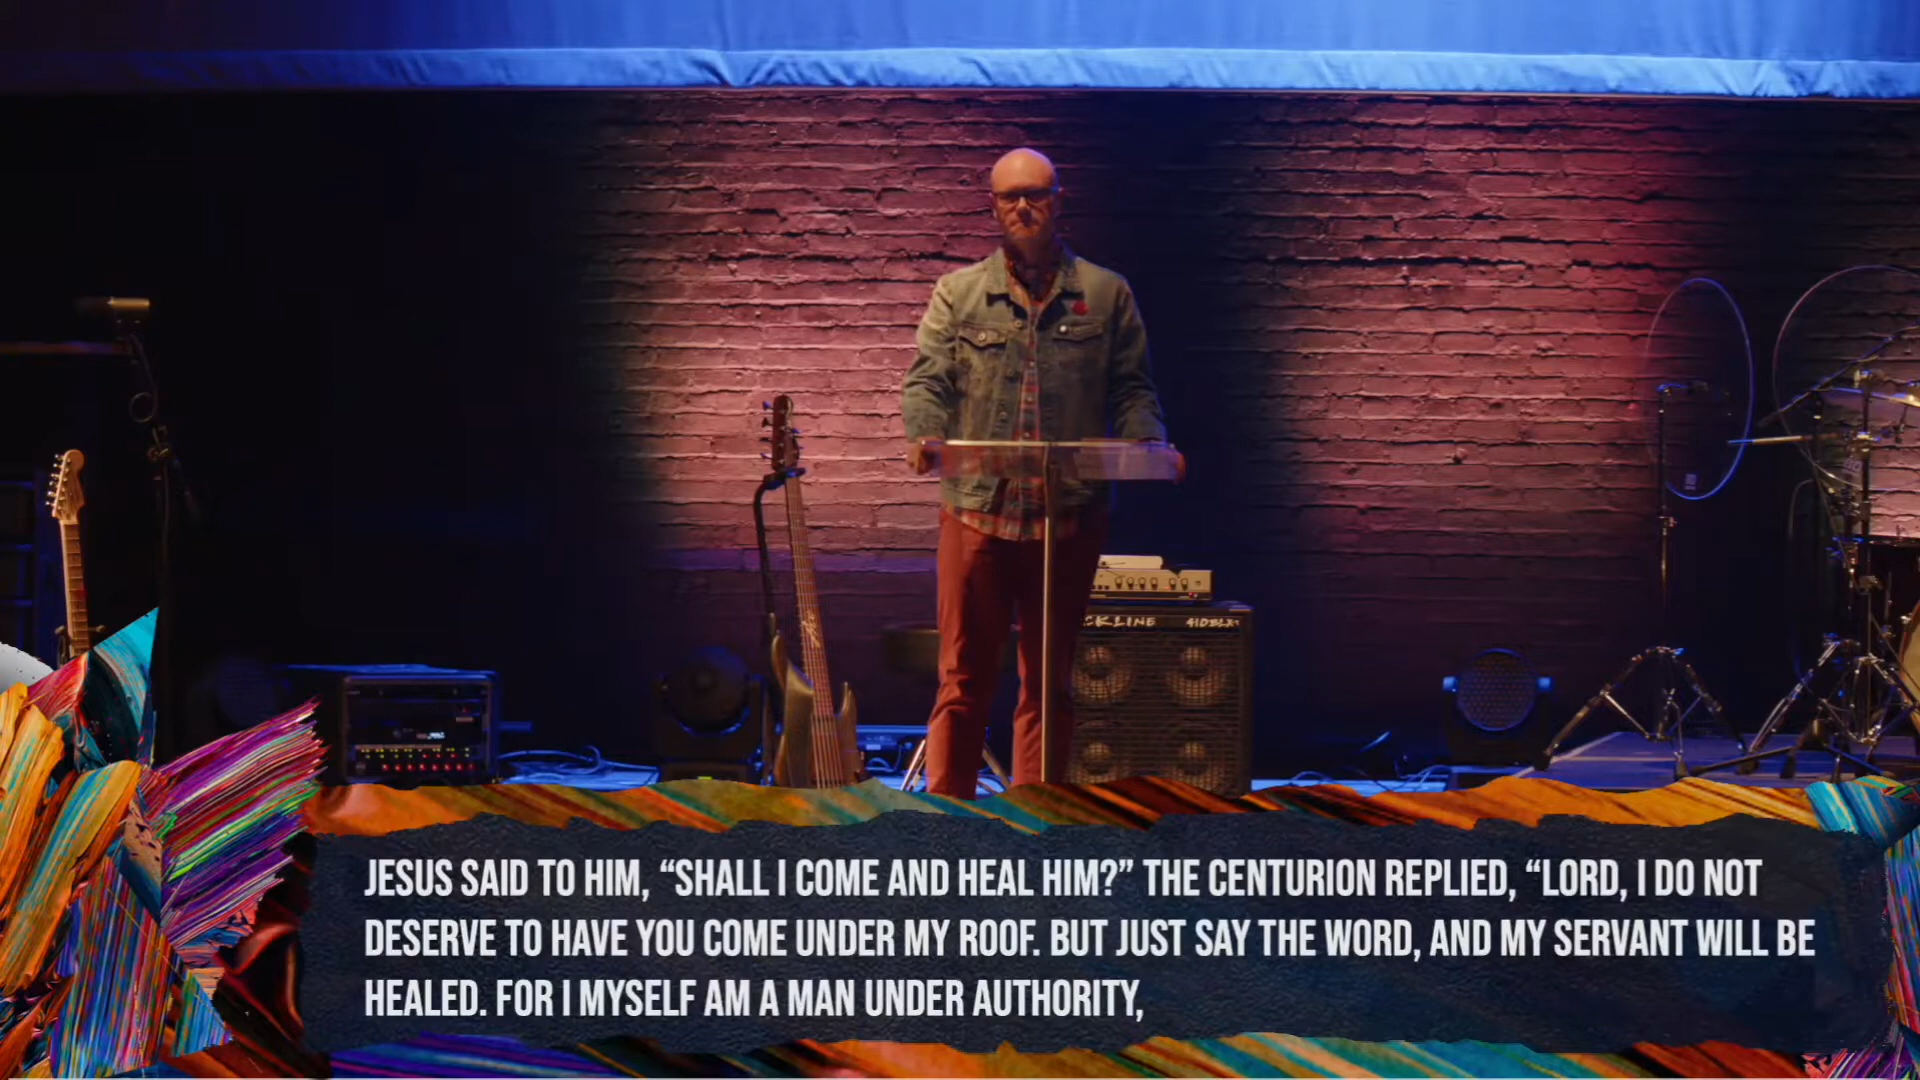 CKLINE 410BLX
JESUS SAID TO HIM, “SHALL I COME AND HEAL HIM?” THE CENTURION REPLIED, “LORD, I DO NOT
DESERVE TO HAVE YOU COME UNDER MY ROOF. BUT JUST SAY THE WORD, AND MY SERVANT WILL BE
HEALED. FOR I MYSELF AM A MAN UNDER AUTHORITY,